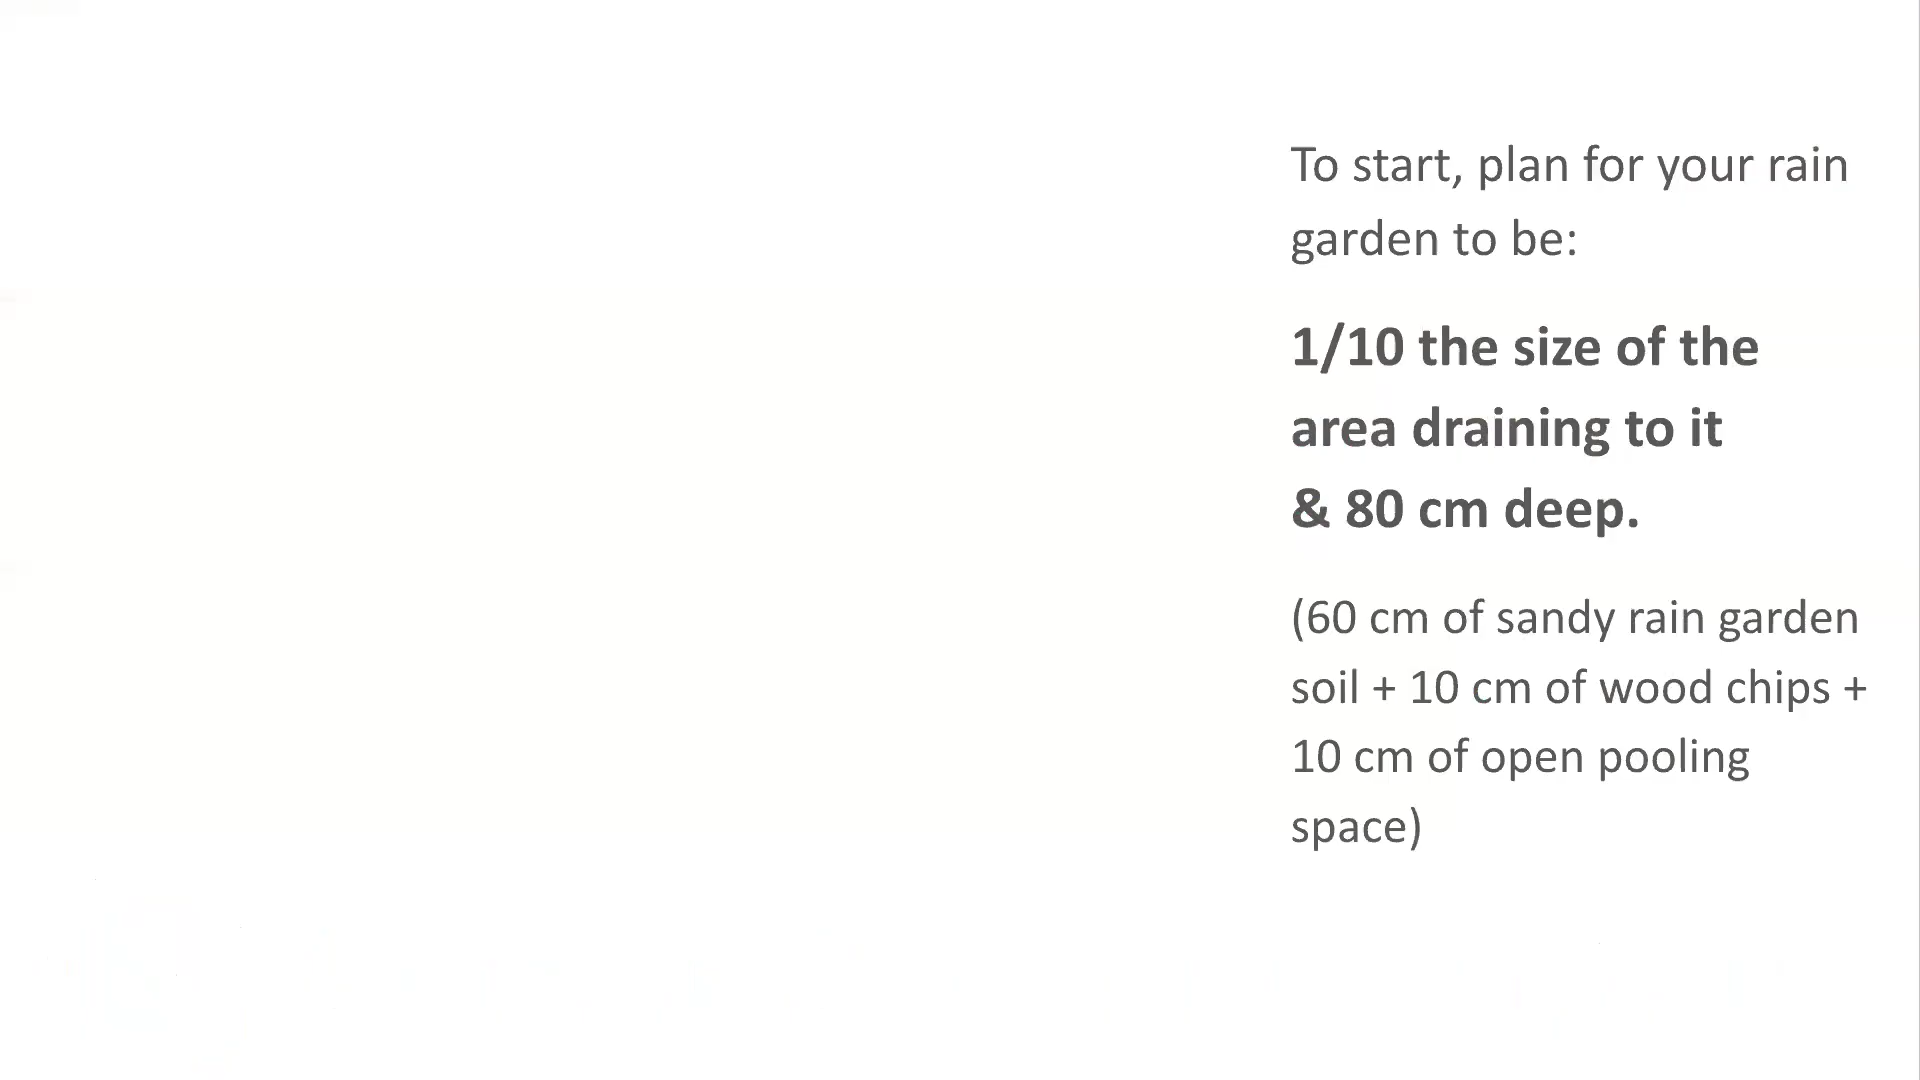 To start, plan for your rain
garden to be:
1/10 the size of the
area draining to it
& 80 cm deep.
(60 cm of sandy rain garden
soil + 10 cm of wood chips +
10 cm of open pooling
space)